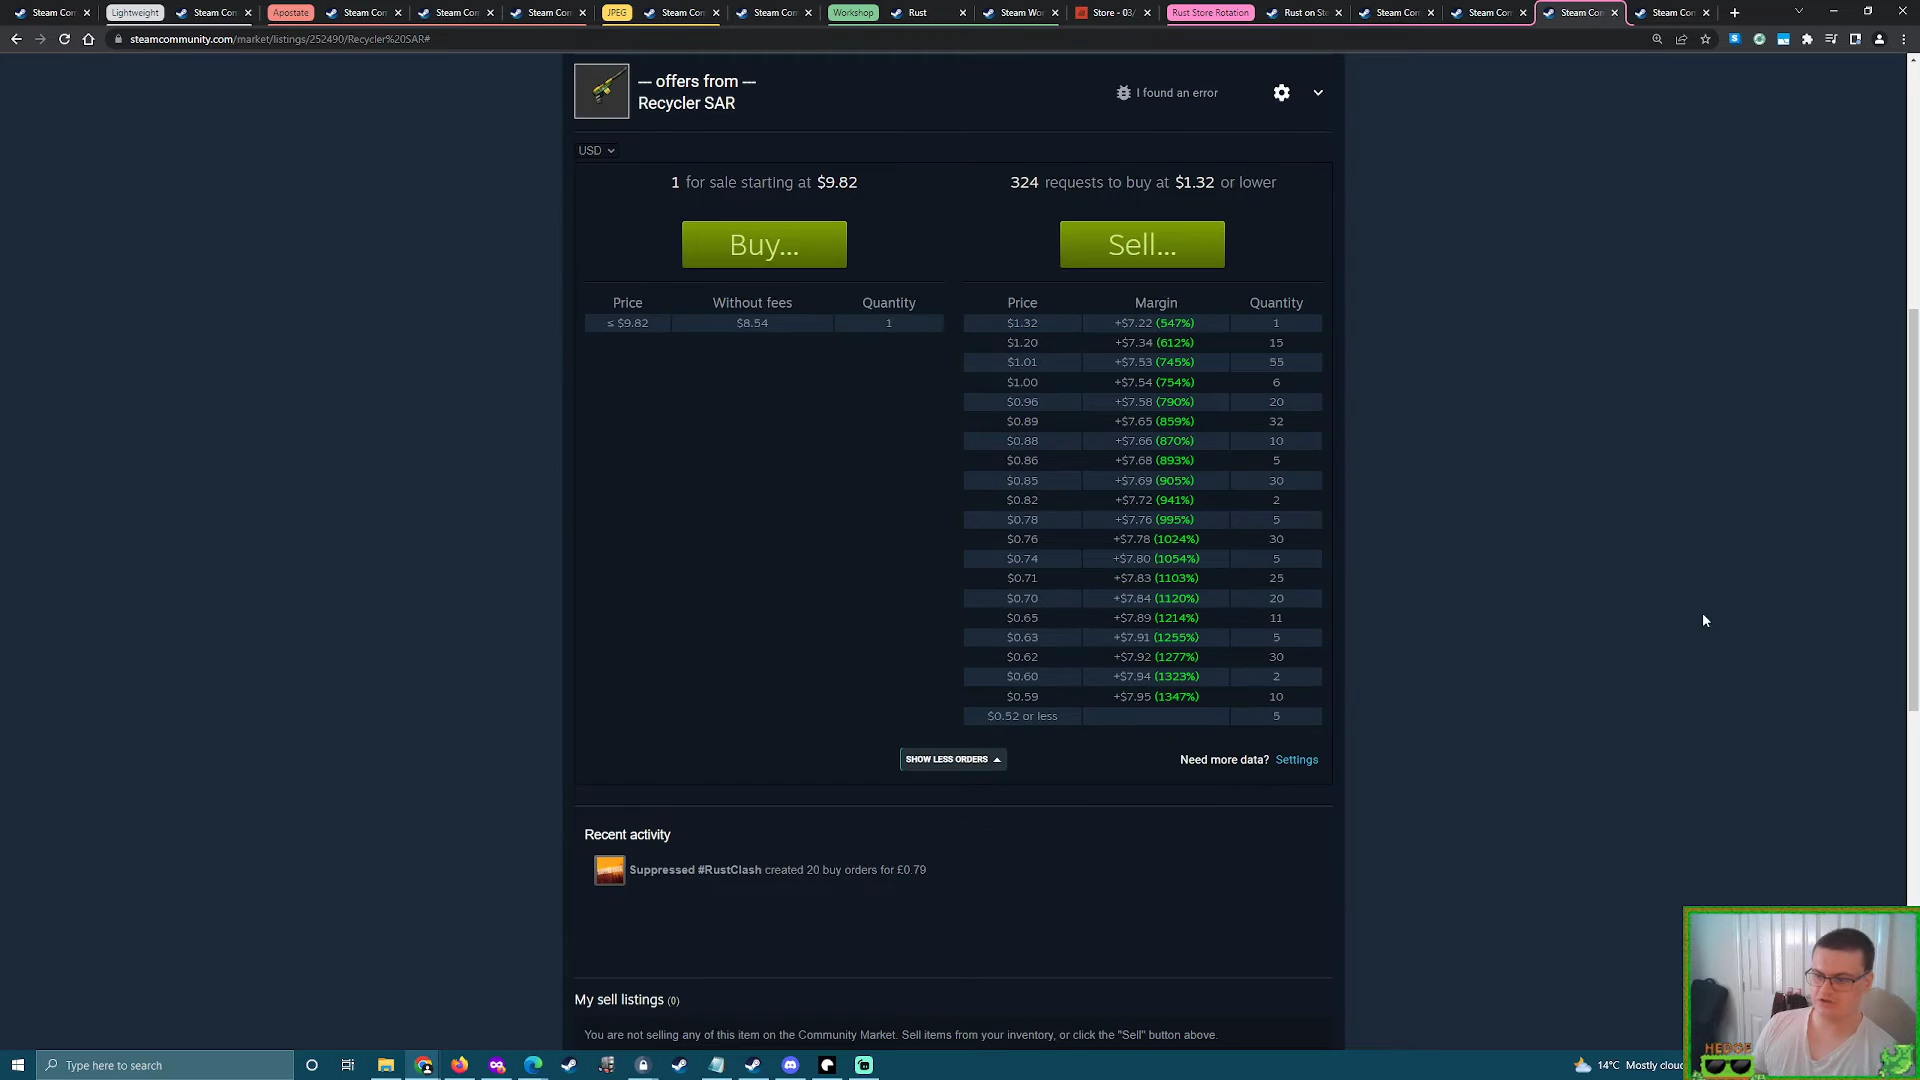 Steam Com
Lightweight
Steam Com
Apostate
Steam Com
Steam Com
Steam Com
JPEG
Steam Com
Steam Com
Workshop
Rust
Steam Wor
Store - 03/
Rust Store Rotation
Rust on St
Steam Com
Steam Com
Steam Com
Steam Com
steamcommunity.com/market/listings/252490/Recycler%20SAR#
--- offers from ---
Recycler SAR
I found an error
USD
1 for sale starting at $9.82
324 requests to buy at $1.32 or lower
Buy...
Sell...
Price Without fees Quantity
≤ $9.82 $8.54 1
Price Margin Quantity
$1.32 +$7.22 (547%) 1
$1.20 +$7.34 (612%) 15
$1.01 +$7.53 (745%) 55
$1.00 +$7.54 (754%) 6
$0.96 +$7.58 (790%) 20
$0.89 +$7.65 (859%) 32
$0.88 +$7.66 (870%) 10
$0.86 +$7.68 (893%) 5
$0.85 +$7.69 (905%) 30
$0.82 +$7.72 (941%) 2
$0.78 +$7.76 (995%) 5
$0.76 +$7.78 (1024%) 30
$0.74 +$7.80 (1054%) 5
$0.71 +$7.83 (1103%) 25
$0.70 +$7.84 (1120%) 20
$0.65 +$7.89 (1214%) 11
$0.63 +$7.91 (1255%) 5
$0.62 +$7.92 (1277%) 30
$0.60 +$7.94 (1323%) 2
$0.59 +$7.95 (1347%) 10
$0.52 or less 5
SHOW LESS ORDERS
Need more data? Settings
Recent activity
Suppressed #RustClash created 20 buy orders for £0.79
My sell listings (0)
You are not selling any of this item on the Community Market. Sell items from your inventory, or click the "Sell" button above.
Type here to search
14°C Mostly cloud